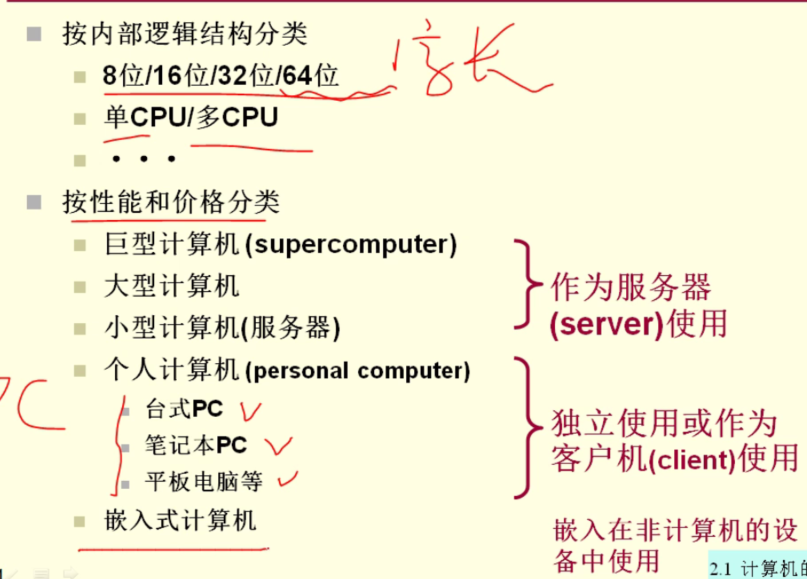 按内部逻辑结构分类
8位/16位/32位/64位
字长
单CPU/多CPU
• • •
按性能和价格分类
巨型计算机(supercomputer)
大型计算机
小型计算机(服务器)
作为服务器
(server)使用
个人计算机(personal computer)
PC
台式PC
笔记本PC
平板电脑等
独立使用或作为
客户机(client)使用
嵌入式计算机
嵌入在非计算机的设
备中使用
2.1 计算机的